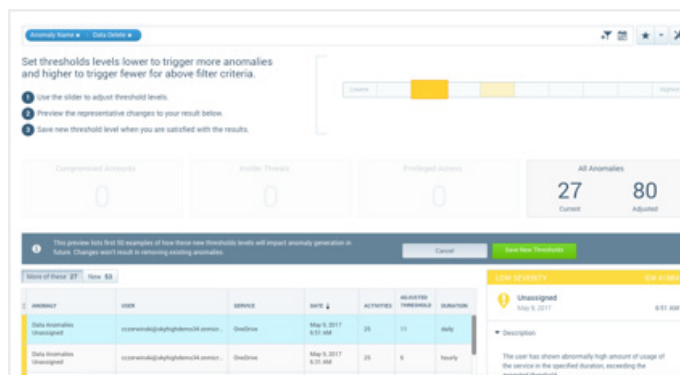 Anomaly Name Data Delete
Set thresholds levels lower to trigger more anomalies
and higher to trigger fewer for above filter criteria.
1 Use the slider to adjust threshold levels.
2 Preview the representative changes to your result below.
3 Save new threshold level when you are satisfied with the results.
Lowest Highest
Compromised Accounts
0
Insider Threats
0
Privileged Access
0
All Anomalies
27 80
Current Adjusted
This preview lists first 50 examples of how these new thresholds levels will impact anomaly generation in
future. Changes won't result in removing existing anomalies.
Cancel
Save New Thresholds
More of these 27 New 53
ANOMALY USER SERVICE DATE ACTIVITIES ADJUSTED THRESHOLD DURATION
Data Anomalies
Unassigned
OneDrive
May 9, 2017
6:51 AM
25 11 daily
Data Anomalies
Unassigned
OneDrive
May 9, 2017
6:31 AM
25 5 hourly
LOW SEVERITY
Unassigned
May 9, 2017 6:51 AM
Description
The user has shown abnormally high amount of usage of
the service in the specified duration, exceeding the